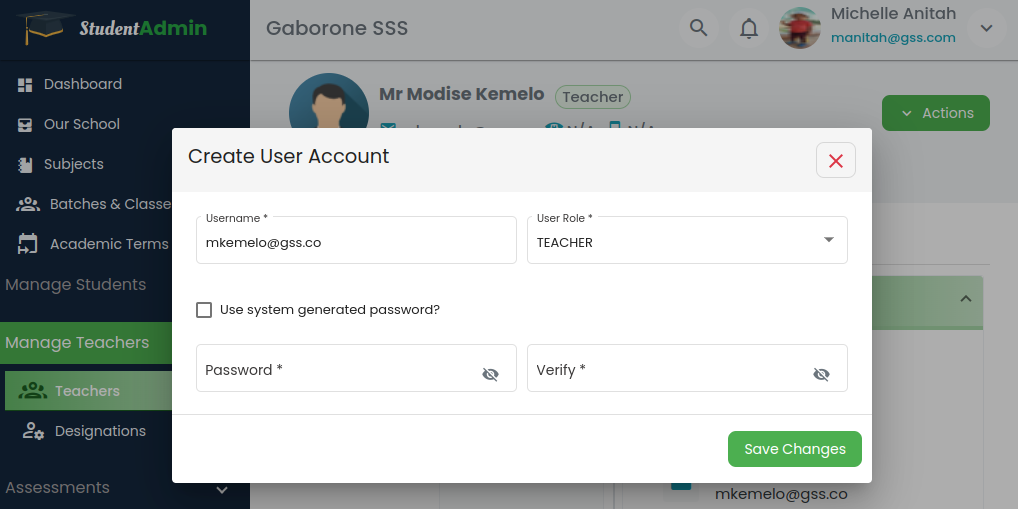 StudentAdmin
Gaborone SSS
Michelle Anitah
manitah@gss.com
Dashboard
Our School
Subjects
Batches & Classe
Academic Terms
Manage Students
Manage Teachers
Teachers
Designations
Assessments
Mr Modise Kemelo
Teacher
Actions
Create User Account
Username *
mkemelo@gss.co
User Role *
TEACHER
Use system generated password?
Password *
Verify *
Save Changes
mkemelo@gss.co